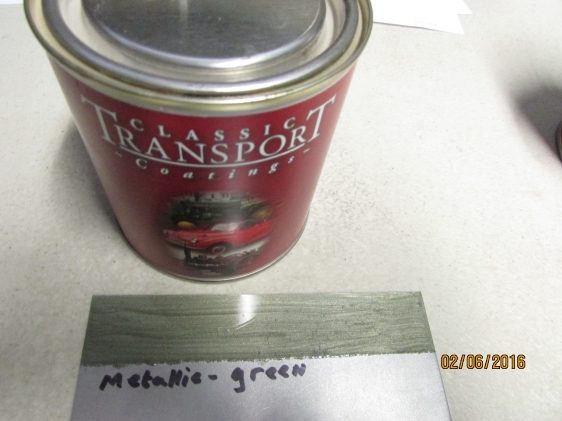 CLASSIC
TRANSPORT
- Coatings -
Metallic - green
02/06/2016